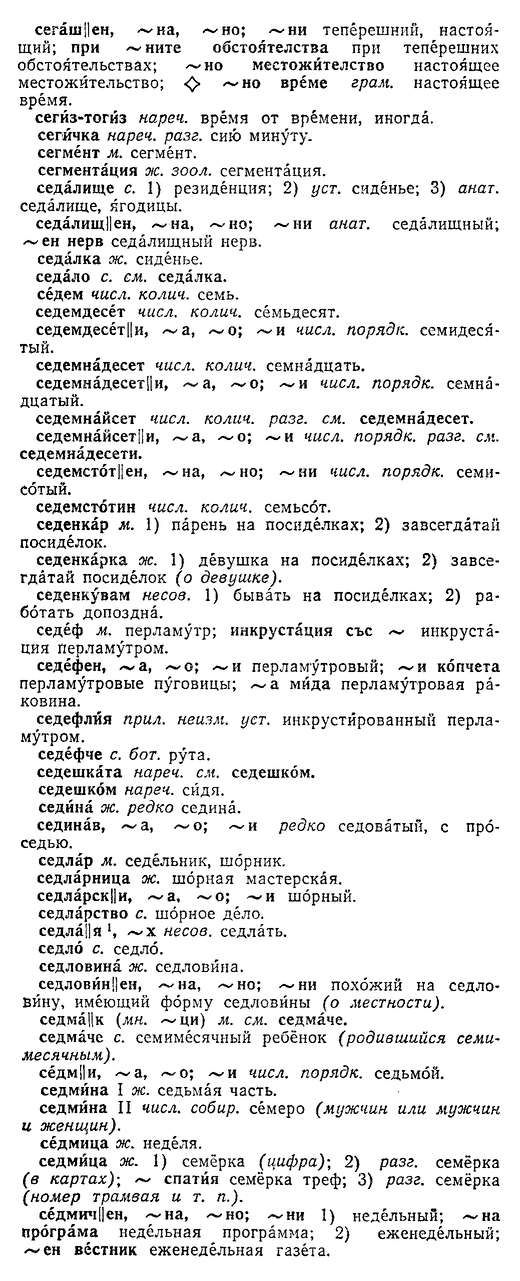 сега́ш||ен, ~на, ~но; ~ни тепе́решний, настоя́-
щий; при ~ните обстоя́телства при тепе́решних
обстоя́тельствах; ~но местоиме́телство настоящее
местожи́тельство; ◇ ~но вре́ме грам. настоящее
вре́мя.
сеги́з-тоги́з нареч. вре́мя от вре́мени, иногда́.
сеги́чка нареч. разг. сию́ мину́ту.
сегме́нт м. сегме́нт.
сегмента́ция ж. зоол. сегмента́ция.
седа́лище с. 1) резиде́нция; 2) уст. сиде́нье; 3) анат.
седа́лище, я́годицы.
седа́лищ||ен, ~на, ~но; ~ни анат. седа́лищный;
~ен нерв седа́лищный нерв.
седа́лка ж. сиде́нье.
седа́ло с. см. седа́лка.
се́дем числ. колич. семь.
седемдесе́т числ. колич. се́мьдесят.
седемдесе́т||и, ~а, ~о; ~и числ. порядк. семидеся́-
тый.
седемна́десет числ. колич. семна́дцать.
седемна́десет||и, ~а, ~о; ~и числ. порядк. семна́-
дцатый.
седемна́йсет числ. колич. разг. см. седемна́десет.
седемна́йсет||и, ~а, ~о; ~и числ. порядк. разг. см.
седемна́десети.
седемсто́т||ен, ~на, ~но; ~ни числ. порядк. семи-
со́тый.
седемсто́тин числ. колич. семьсо́т.
седенка́р м. 1) па́рень на посиде́лках; 2) завсегда́тай
посиде́лок.
седенка́рка ж. 1) де́вушка на посиде́лках; 2) завсе-
гда́тай посиде́лок (о девушке).
седенку́вам несов. 1) быва́ть на посиде́лках; 2) ра-
бо́тать допоздна́.
седе́ф м. перламу́тр; инкруста́ция със ~ инкруста́-
ция перламу́тром.
седе́фен, ~а, ~о; ~и перламу́тровый; ~и ко́пчета
перламу́тровые пу́говицы; ~а ми́да перламу́тровая ра́-
ковина.
седефли́я прил. неизм. уст. инкрусти́рованный перла-
му́тром.
седе́фче с. бот. ру́та.
седешка́та нареч. см. седешко́м.
седешко́м нареч. си́дя.
седина́ ж. редко седина́.
седина́в, ~а, ~о; ~и редко седова́тый, с про́-
седью.
седла́р м. седе́льник, шо́рник.
седла́рница ж. шо́рная мастерска́я.
седла́рск||и, ~а, ~о; ~и шо́рный.
седла́рство с. шо́рное де́ло.
седла́||я ¹, ~х несов. седла́ть.
седло́ с. седло́.
седловина́ ж. седлови́на.
седлови́н||ен, ~на, ~но; ~ни похо́жий на седло-
ви́ну, име́ющий фо́рму седлови́ны (о местности).
седма́||к (мн. ~ци) м. см. седма́че.
седма́че с. семиме́сячный ребёнок (родившийся семи-
месячным).
се́дм||и, ~а, ~о; ~и числ. порядк. седьмо́й.
седми́на I ж. седьма́я часть.
седми́на II числ. собир. се́меро (мужчин или мужчин
и женщин).
се́дмица ж. неде́ля.
седми́ца ж. 1) семёрка (цифра); 2) разг. семёрка
(в картах); ~ спати́я семёрка треф; 3) разг. семёрка
(номер трамвая и т. п.).
се́дмич||ен, ~на, ~но; ~ни 1) неде́льный; ~на
програ́ма неде́льная програ́мма; 2) еженеде́льный;
~ен ве́стник еженеде́льная газе́та.